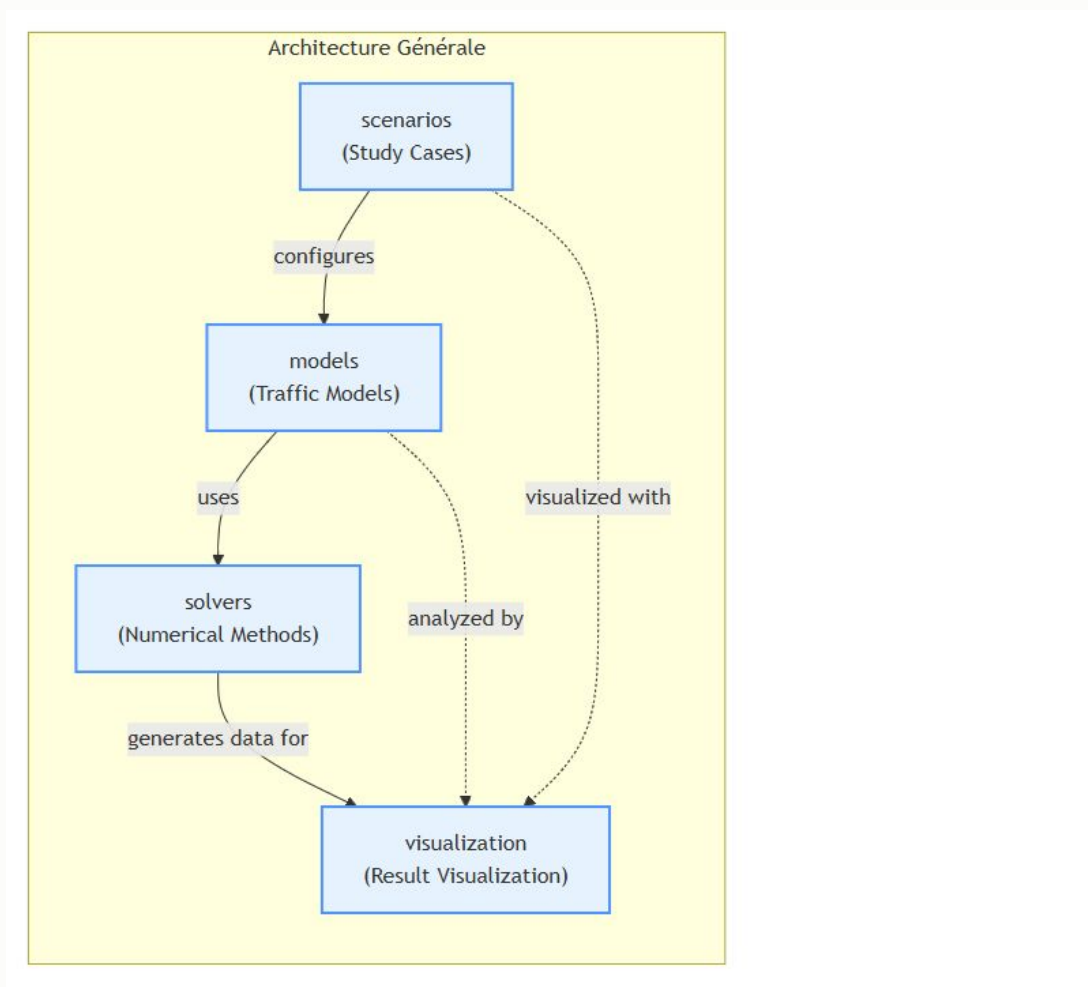 Architecture Générale
scenarios
(Study Cases)
configures
models
(Traffic Models)
uses
visualized with
solvers
(Numerical Methods)
analyzed by
generates data for
visualization
(Result Visualization)